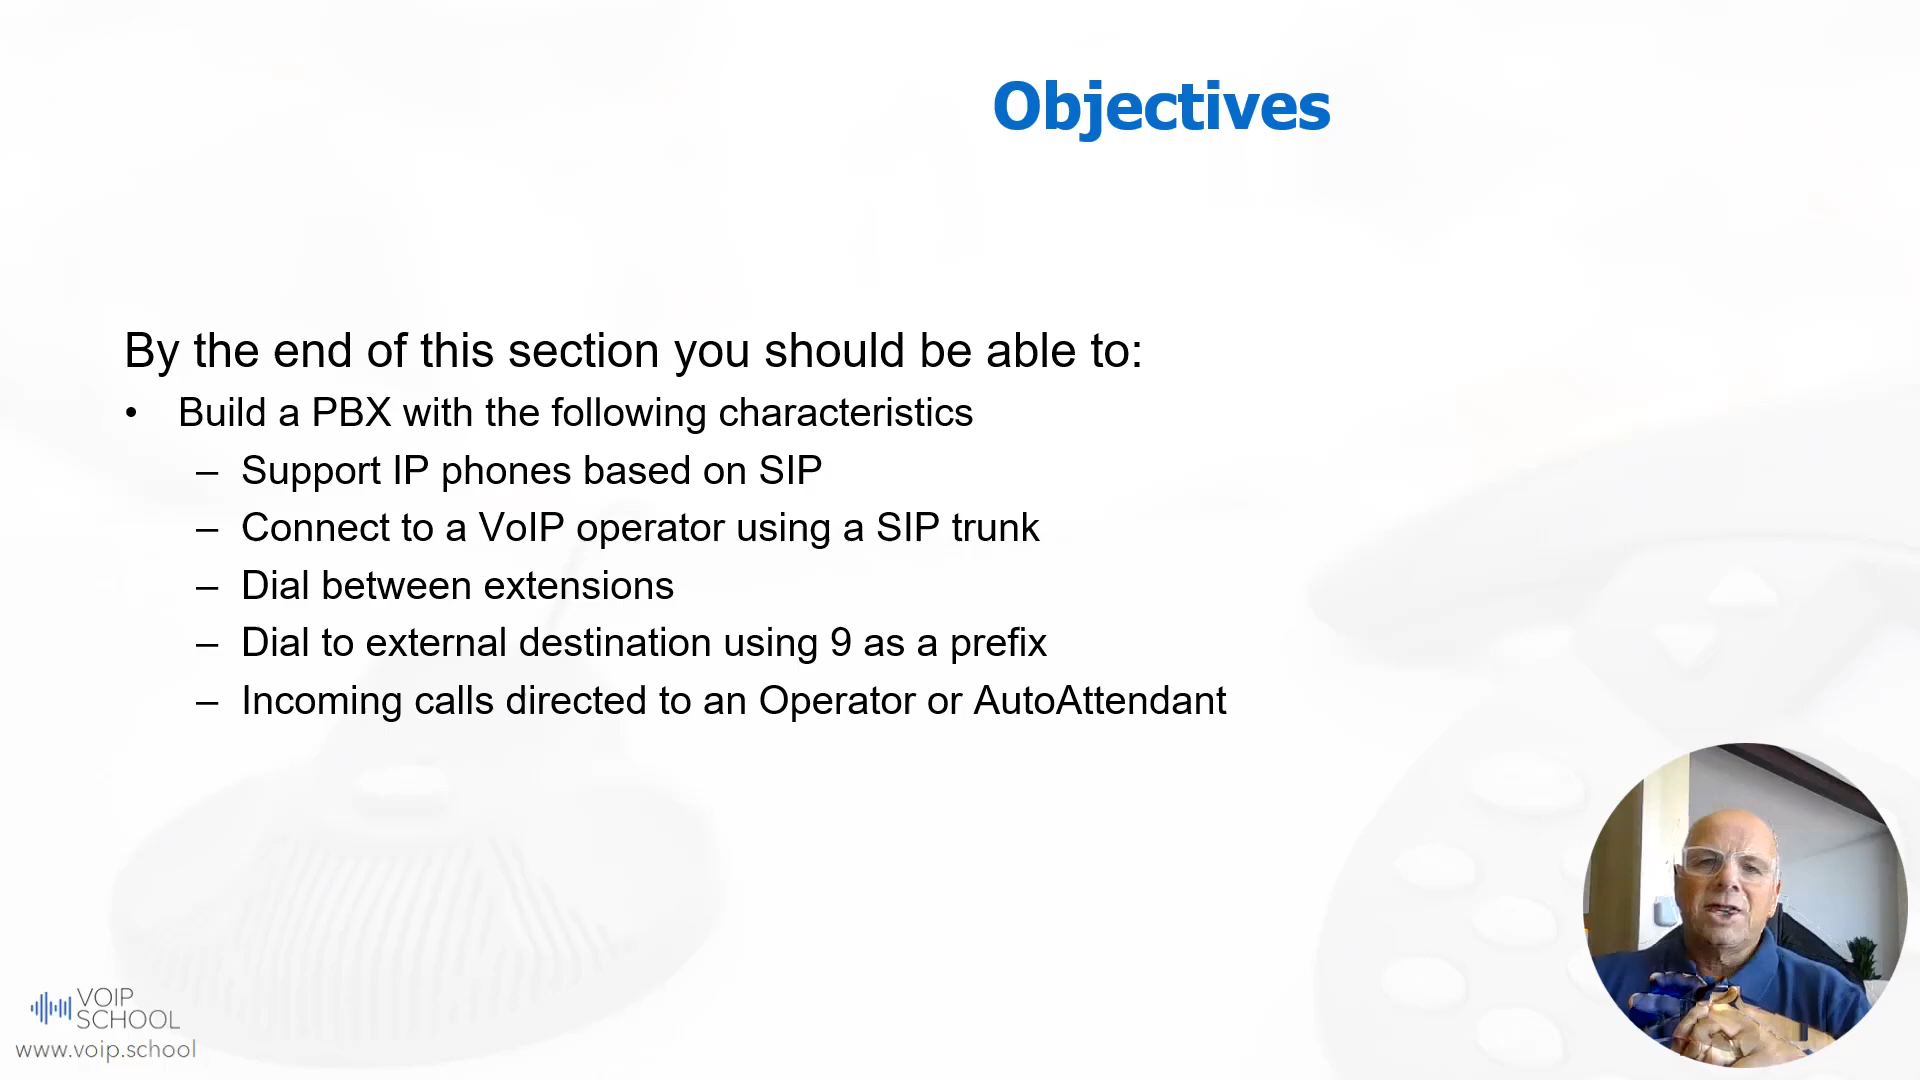 Objectives
By the end of this section you should be able to:
• Build a PBX with the following characteristics
– Support IP phones based on SIP
– Connect to a VoIP operator using a SIP trunk
– Dial between extensions
– Dial to external destination using 9 as a prefix
– Incoming calls directed to an Operator or AutoAttendant
VOIP
SCHOOL
www.voip.school